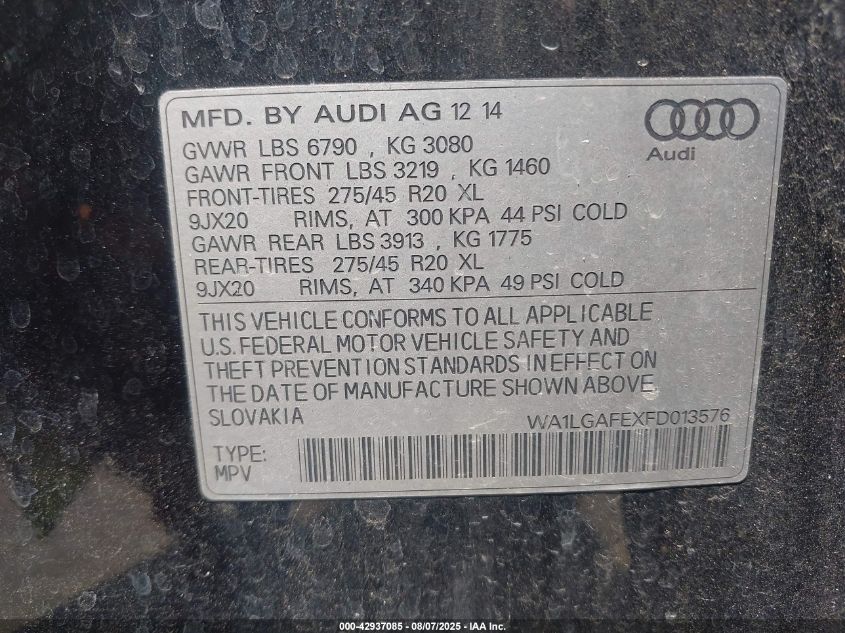 MFD. BY AUDI AG 12 14
Audi
GVWR LBS 6790 , KG 3080
GAWR FRONT LBS 3219 , KG 1460
FRONT-TIRES 275/45 R20 XL
9JX20 RIMS, AT 300 KPA 44 PSI COLD
GAWR REAR LBS 3913 , KG 1775
REAR-TIRES 275/45 R20 XL
9JX20 RIMS, AT 340 KPA 49 PSI COLD
THIS VEHICLE CONFORMS TO ALL APPLICABLE
U.S. FEDERAL MOTOR VEHICLE SAFETY AND
THEFT PREVENTION STANDARDS IN EFFECT ON
THE DATE OF MANUFACTURE SHOWN ABOVE.
SLOVAKIA WA1LGAFEXFD013576
TYPE:
MPV
000-42937085 - 08/07/2025 - IAA Inc.